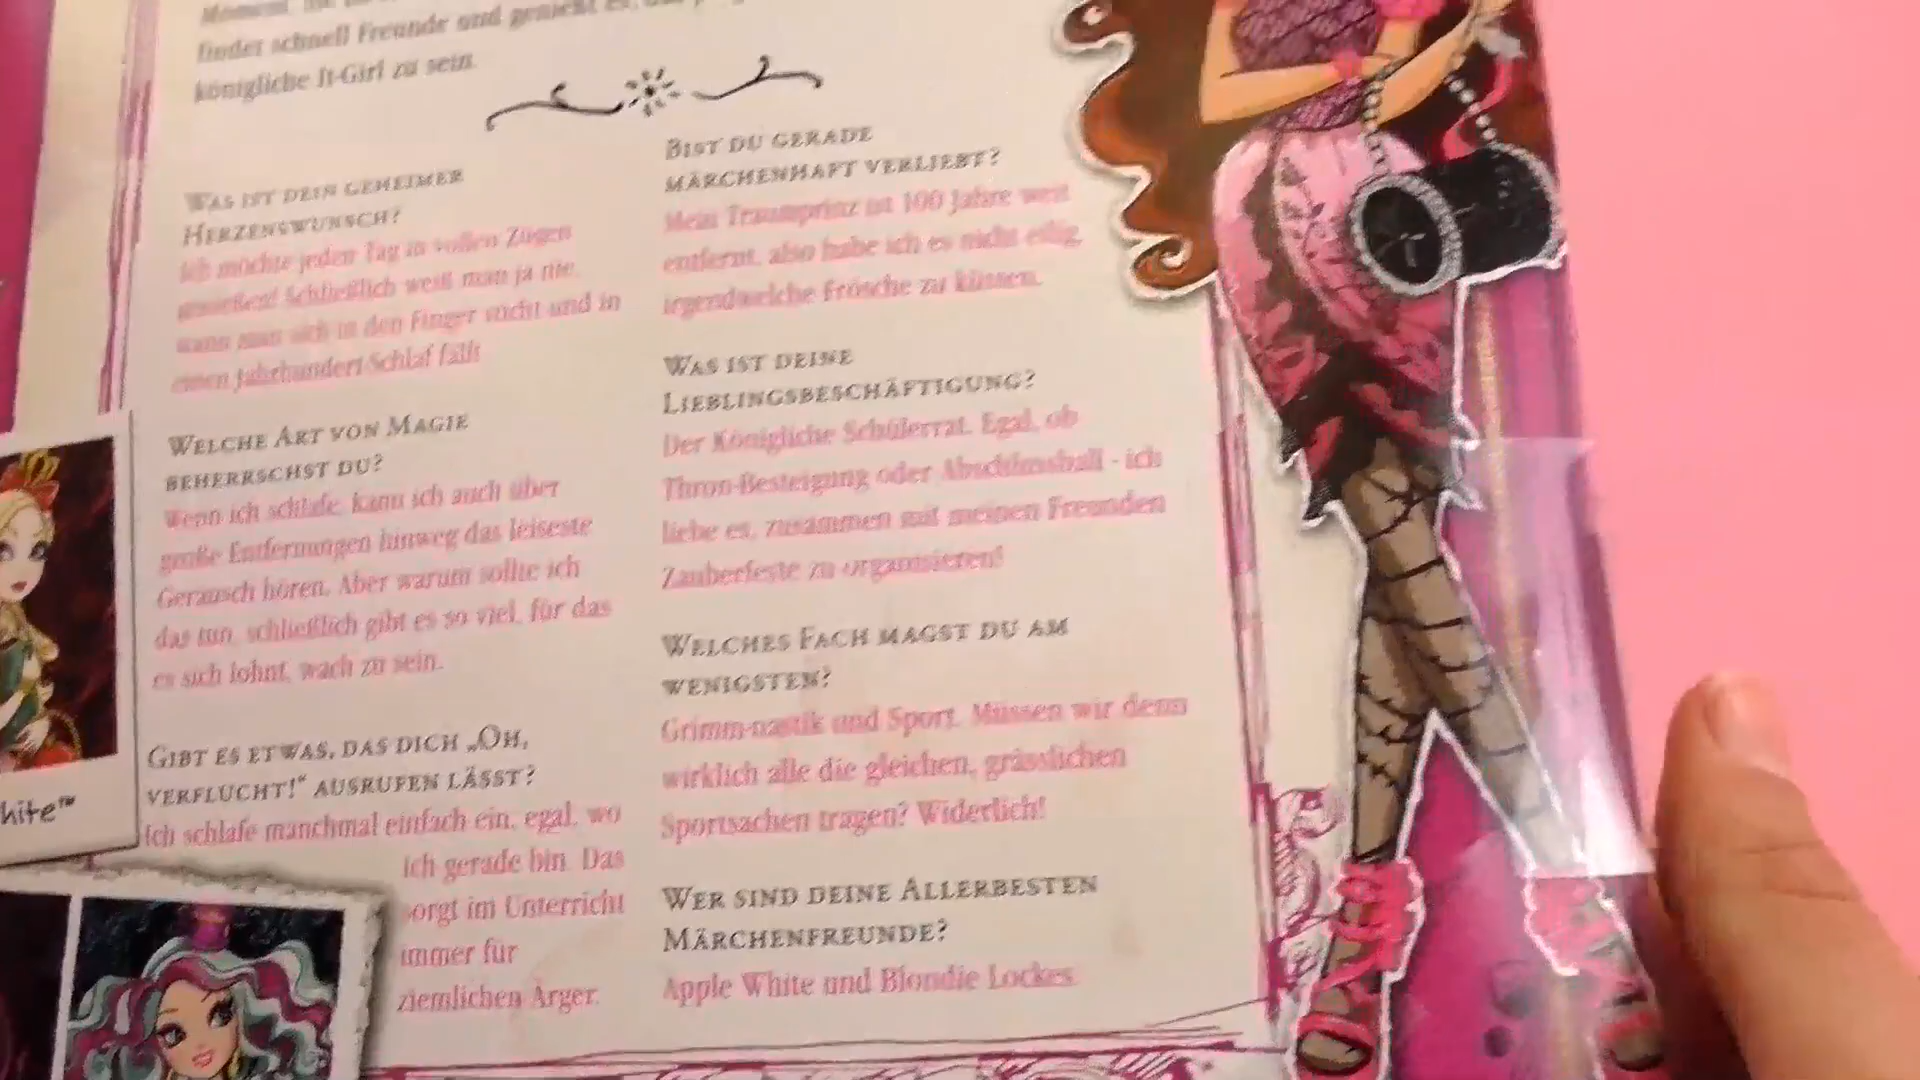 Moment
findet schnell Freunde und genießt es, das
königliche It-Girl zu sein.
Was ist dein geheimer
Herzenswunsch?
Ich möchte jeden Tag in vollen Zügen
genießen! Schließlich weiß man ja nie,
wann man sich in den Finger sticht und in
einen Jahrhundert-Schlaf fällt
Welche Art von Magie
beherrschst du?
Wenn ich schlafe, kann ich auch über
große Entfernungen hinweg das leiseste
Geräusch hören. Aber warum sollte ich
das tun, schließlich gibt es so viel, für das
es sich lohnt, wach zu sein.
Gibt es etwas, das dich „Oh,
verflucht!“ ausrufen lässt?
Ich schlafe manchmal einfach ein, egal, wo
ich gerade bin. Das
sorgt im Unterricht
immer für
ziemlichen Ärger.
Bist du gerade
märchenhaft verliebt?
Mein Traumprinz ist 100 Jahre weit
entfernt, also habe ich es nicht eilig,
irgendwelche Frösche zu küssen.
Was ist deine
Lieblingsbeschäftigung?
Der Königliche Schülerrat. Egal, ob
Thron-Besteigung oder Abschlussball - ich
liebe es, zusammen mit meinen Freunden
Zauberfeste zu organisieren!
Welches Fach magst du am
wenigsten?
Grimm-nastik und Sport. Müssen wir denn
wirklich alle die gleichen, grässlichen
Sportsachen tragen? Widerlich!
Wer sind deine allerbesten
Märchenfreunde?
Apple White und Blondie Lockes.
hite™